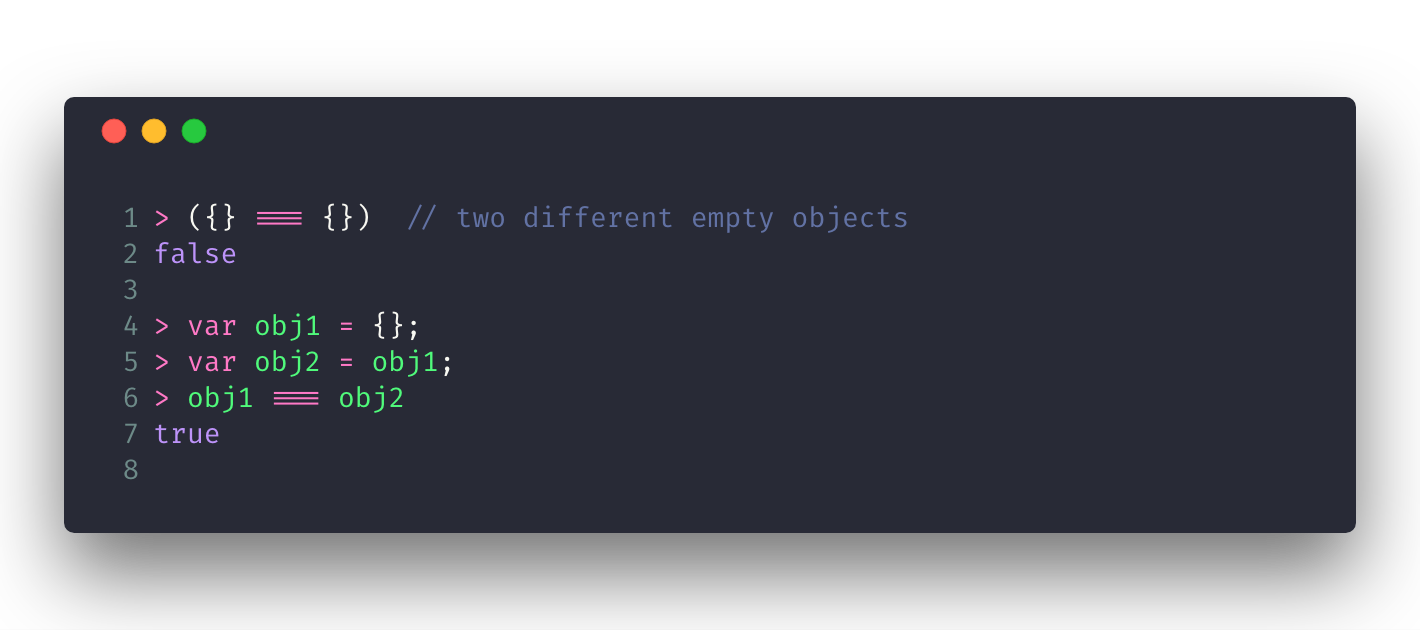 1 > ({} === {})  // two different empty objects
2 false
3
4 > var obj1 = {};
5 > var obj2 = obj1;
6 > obj1 === obj2
7 true
8